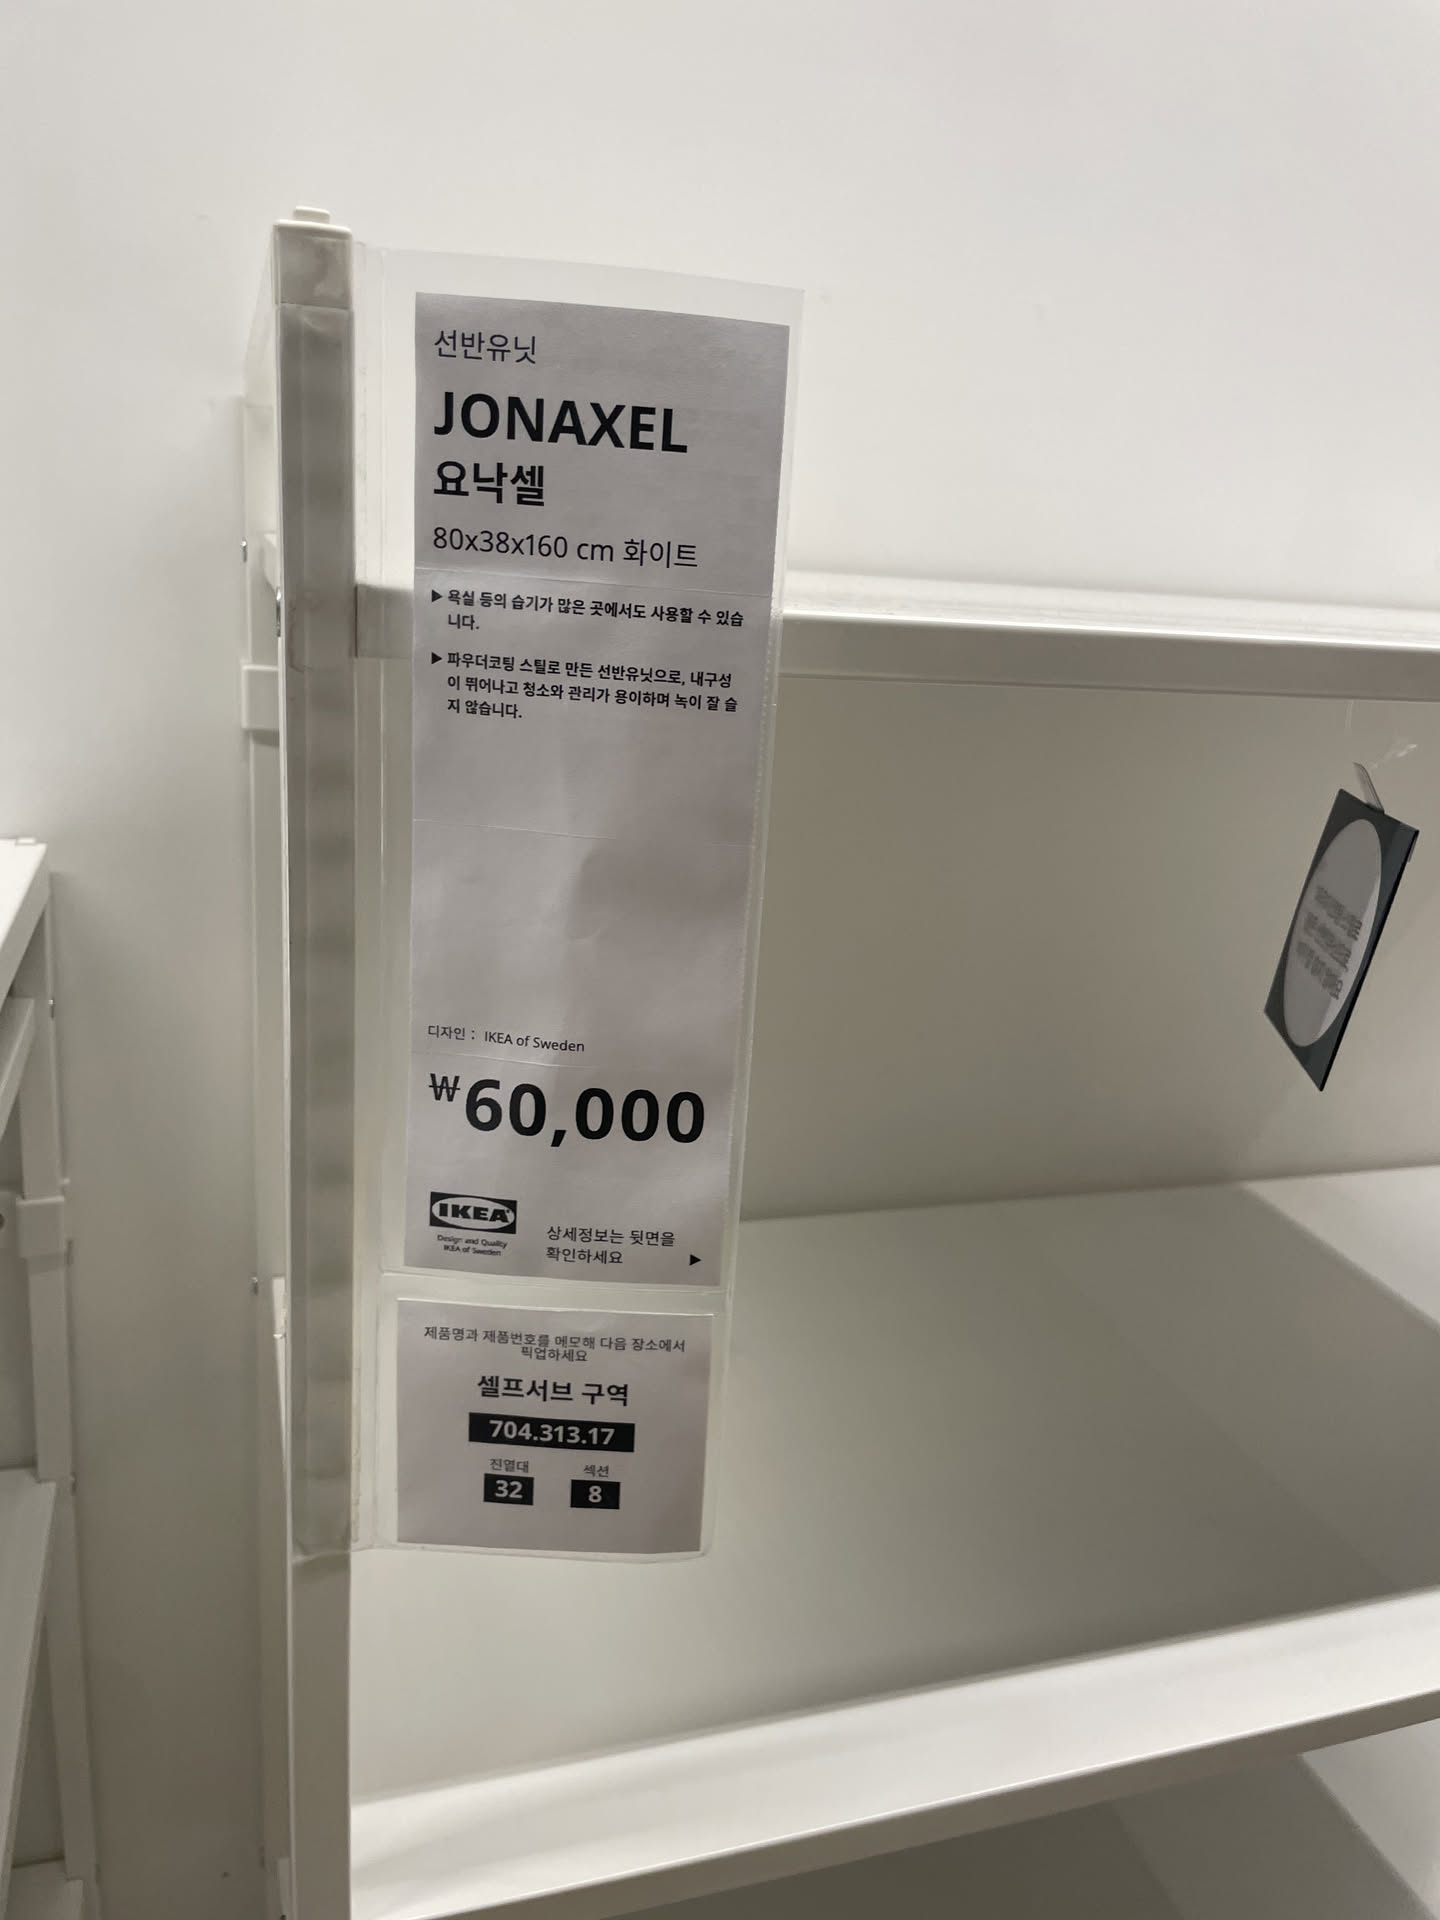 선반유닛
JONAXEL
요낙셀
80x38x160 cm 화이트
▶ 욕실 등의 습기가 많은 곳에서도 사용할 수 있습
니다.
▶ 파우더코팅 스틸로 만든 선반유닛으로, 내구성
이 뛰어나고 청소와 관리가 용이하며 녹이 잘 슬
지 않습니다.
디자인 : IKEA of Sweden
₩60,000
IKEA
Design and Quality
IKEA of Sweden
상세정보는 뒷면을
확인하세요 ▶
제품명과 제품번호를 메모해 다음 장소에서
픽업하세요
셀프서브 구역
704.313.17
진열대 섹션
32 8